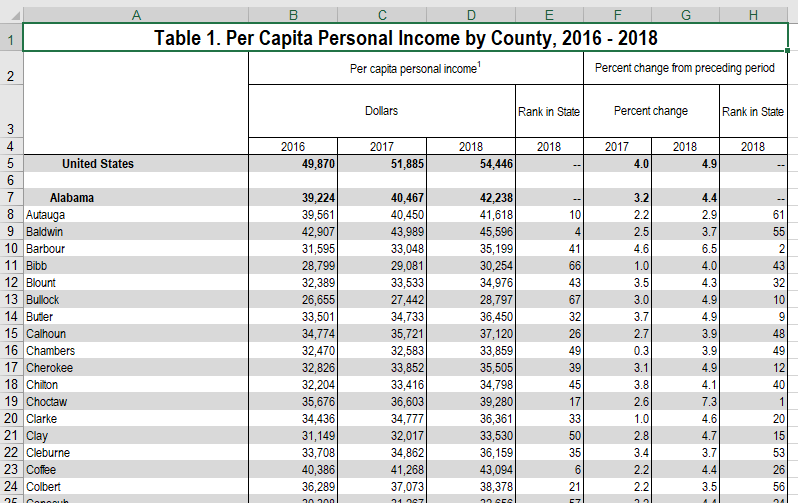 A B C D E F G H
1 Table 1. Per Capita Personal Income by County, 2016 - 2018
2 Per capita personal income¹ Percent change from preceding period
3 Dollars Rank in State Percent change Rank in State
4 2016 2017 2018 2018 2017 2018 2018
5 United States 49,870 51,885 54,446 -- 4.0 4.9 --
6
7 Alabama 39,224 40,467 42,238 -- 3.2 4.4 --
8 Autauga 39,561 40,450 41,618 10 2.2 2.9 61
9 Baldwin 42,907 43,989 45,596 4 2.5 3.7 55
10 Barbour 31,595 33,048 35,199 41 4.6 6.5 2
11 Bibb 28,799 29,081 30,254 66 1.0 4.0 43
12 Blount 32,389 33,533 34,976 43 3.5 4.3 32
13 Bullock 26,655 27,442 28,797 67 3.0 4.9 10
14 Butler 33,501 34,733 36,450 32 3.7 4.9 9
15 Calhoun 34,774 35,721 37,120 26 2.7 3.9 48
16 Chambers 32,470 32,583 33,859 49 0.3 3.9 49
17 Cherokee 32,826 33,852 35,505 39 3.1 4.9 12
18 Chilton 32,204 33,416 34,798 45 3.8 4.1 40
19 Choctaw 35,676 36,603 39,280 17 2.6 7.3 1
20 Clarke 34,436 34,777 36,361 33 1.0 4.6 20
21 Clay 31,149 32,017 33,530 50 2.8 4.7 15
22 Cleburne 33,708 34,862 36,159 35 3.4 3.7 53
23 Coffee 40,386 41,268 43,094 6 2.2 4.4 26
24 Colbert 36,289 37,073 38,378 21 2.2 3.5 56